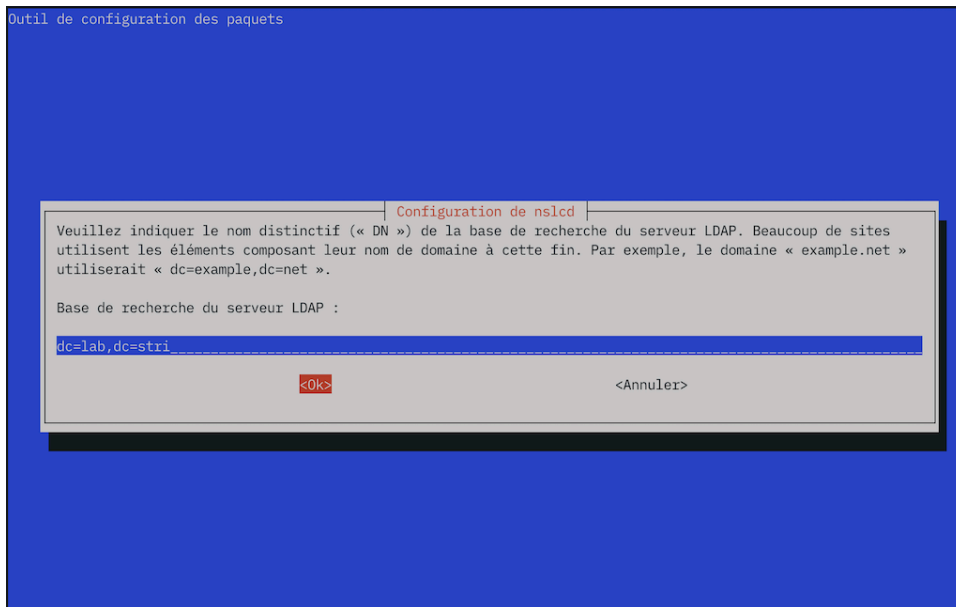 Outil de configuration des paquets
Configuration de nslcd
Veuillez indiquer le nom distinctif (« DN ») de la base de recherche du serveur LDAP. Beaucoup de sites
utilisent les éléments composant leur nom de domaine à cette fin. Par exemple, le domaine « example.net »
utiliserait « dc=example,dc=net ».
Base de recherche du serveur LDAP :
dc=lab,dc=stri
<Ok> <Annuler>